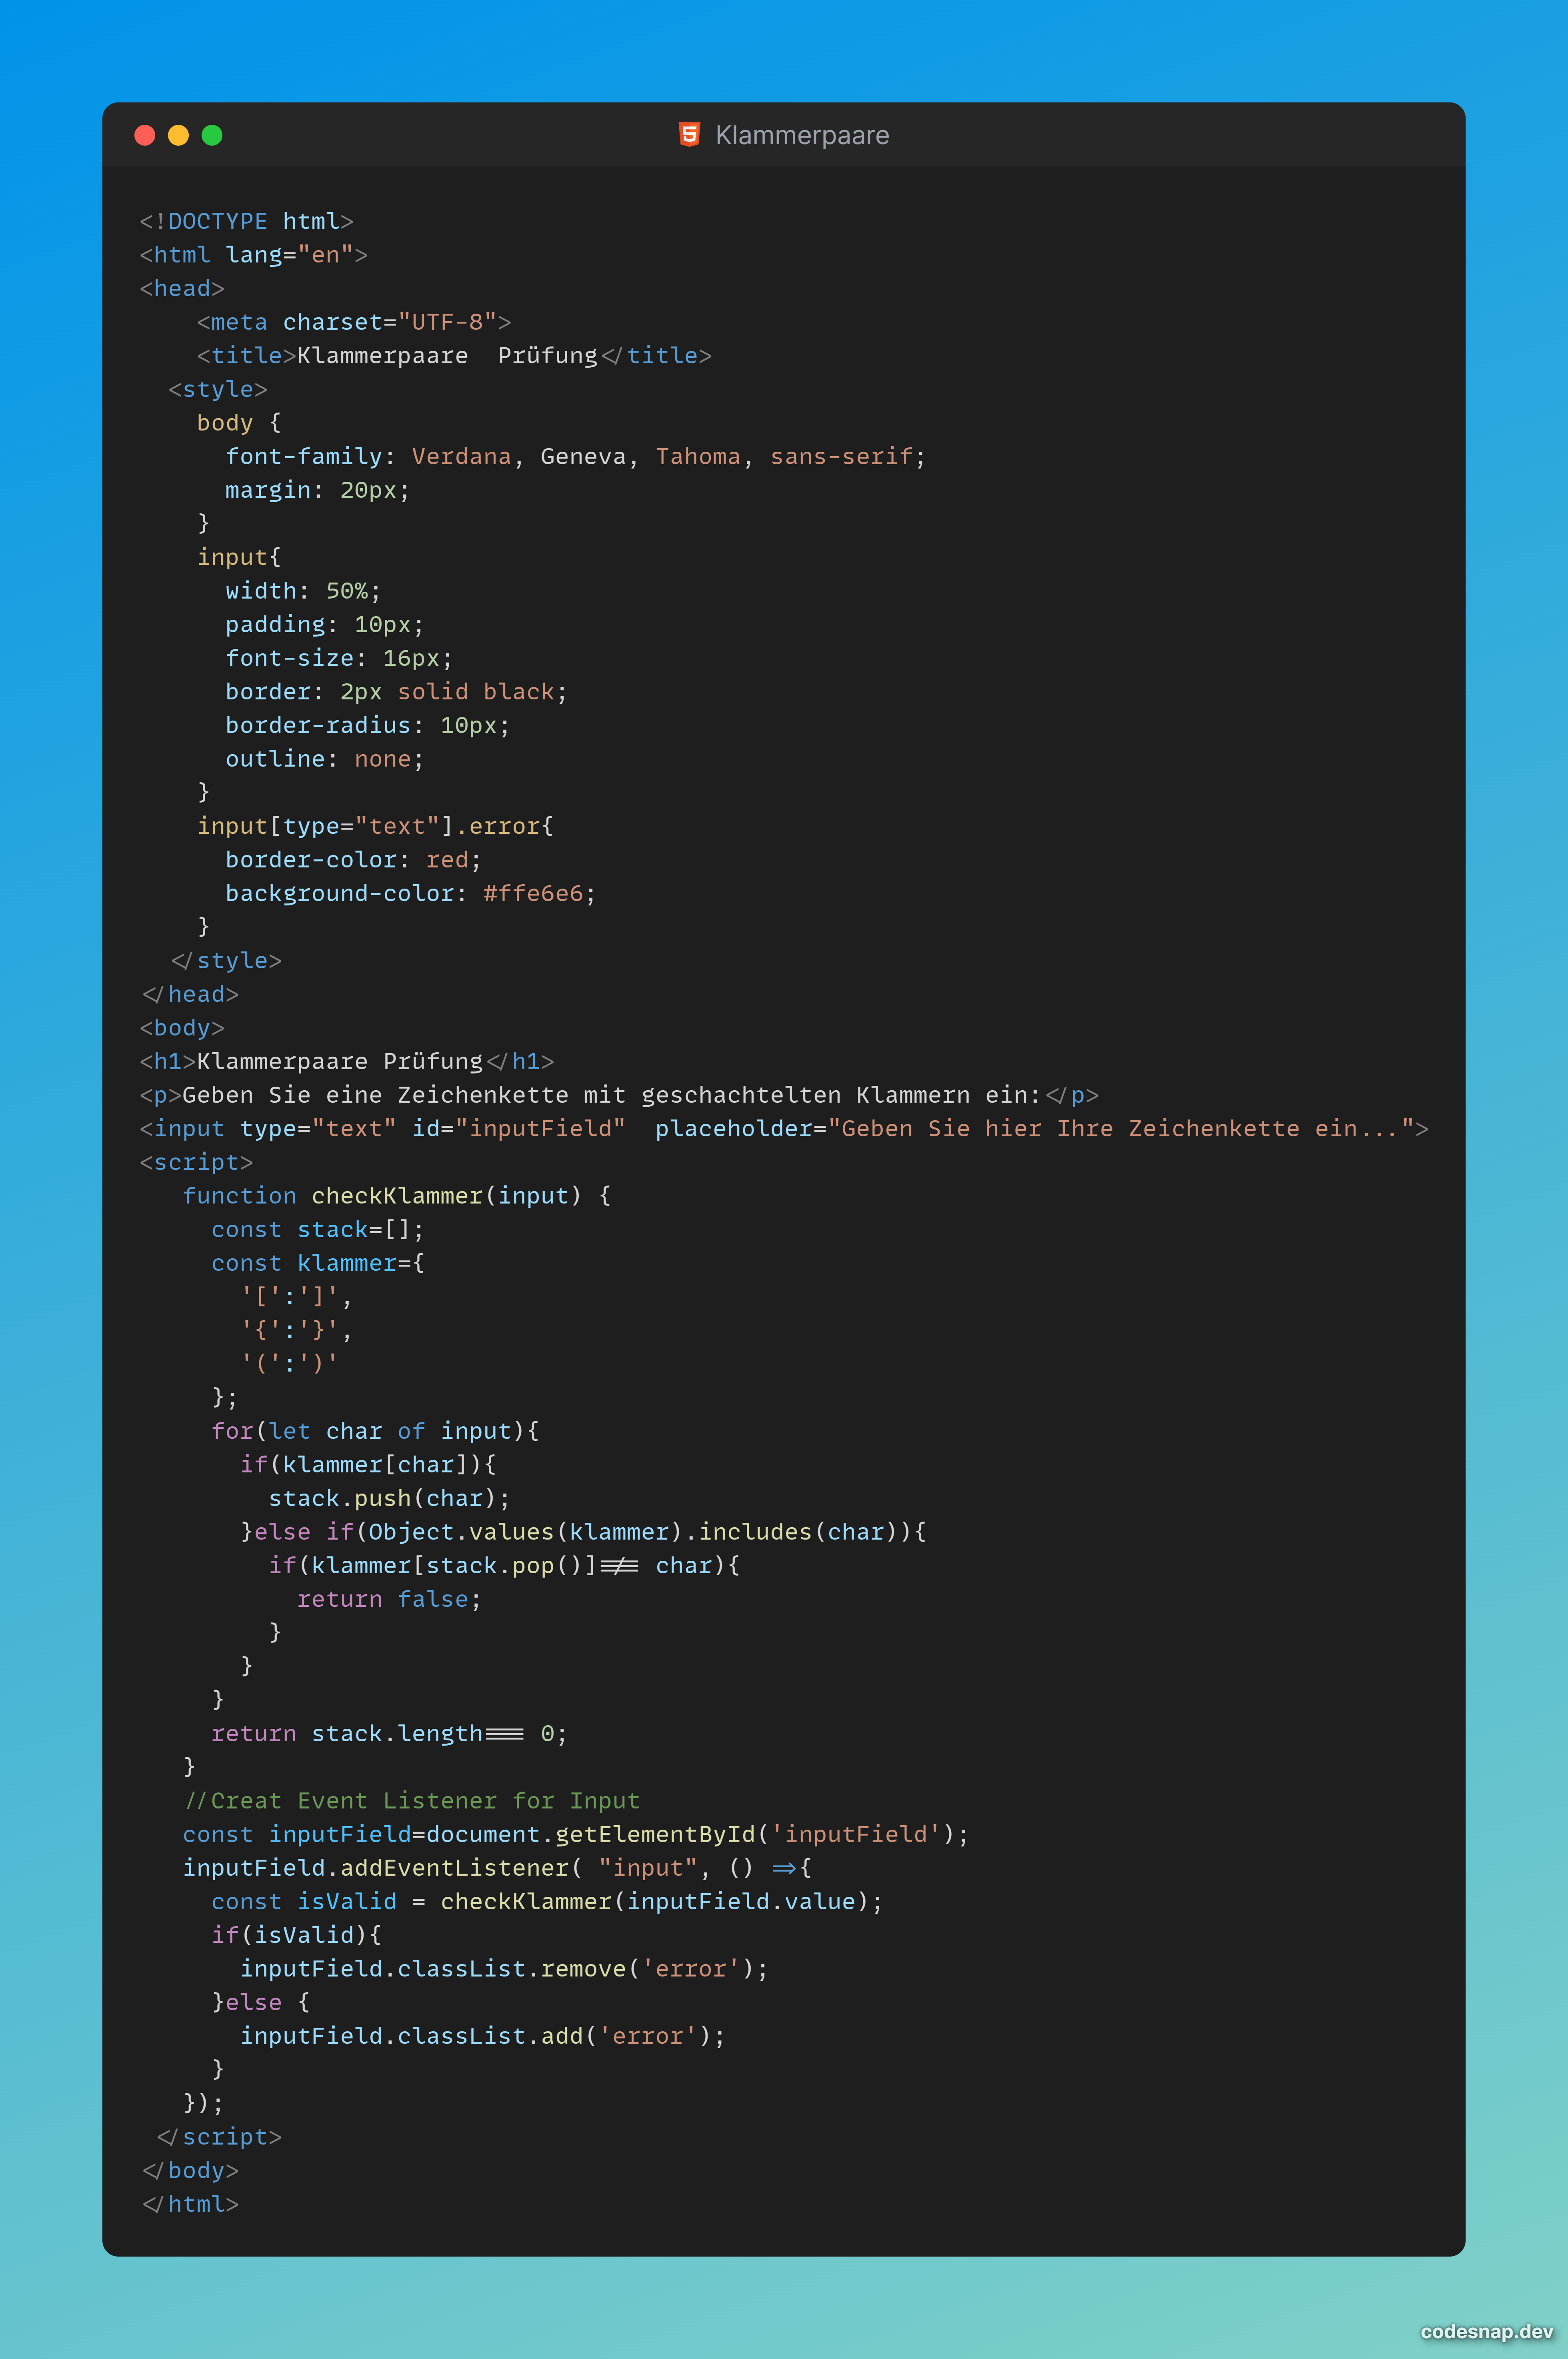 Klammerpaare
<!DOCTYPE html>
<html lang="en">
<head>
    <meta charset="UTF-8">
    <title>Klammerpaare  Prüfung</title>
  <style>
    body {
      font-family: Verdana, Geneva, Tahoma, sans-serif;
      margin: 20px;
    }
    input{
      width: 50%;
      padding: 10px;
      font-size: 16px;
      border: 2px solid black;
      border-radius: 10px;
      outline: none;
    }
    input[type="text"].error{
      border-color: red;
      background-color: #ffe6e6;
    }
  </style>
</head>
<body>
<h1>Klammerpaare Prüfung</h1>
<p>Geben Sie eine Zeichenkette mit geschachtelten Klammern ein:</p>
<input type="text" id="inputField"  placeholder="Geben Sie hier Ihre Zeichenkette ein...">
<script>
   function checkKlammer(input) {
     const stack=[];
     const klammer={
       '[':']',
       '{':'}',
       '(':')'
     };
     for(let char of input){
       if(klammer[char]){
         stack.push(char);
       }else if(Object.values(klammer).includes(char)){
         if(klammer[stack.pop()]!== char){
           return false;
         }
       }
     }
     return stack.length=== 0;
   }
   //Creat Event Listener for Input
   const inputField=document.getElementById('inputField');
   inputField.addEventListener( "input", () =>{
     const isValid = checkKlammer(inputField.value);
     if(isValid){
       inputField.classList.remove('error');
     }else {
       inputField.classList.add('error');
     }
   });
 </script>
</body>
</html>
codesnap.dev